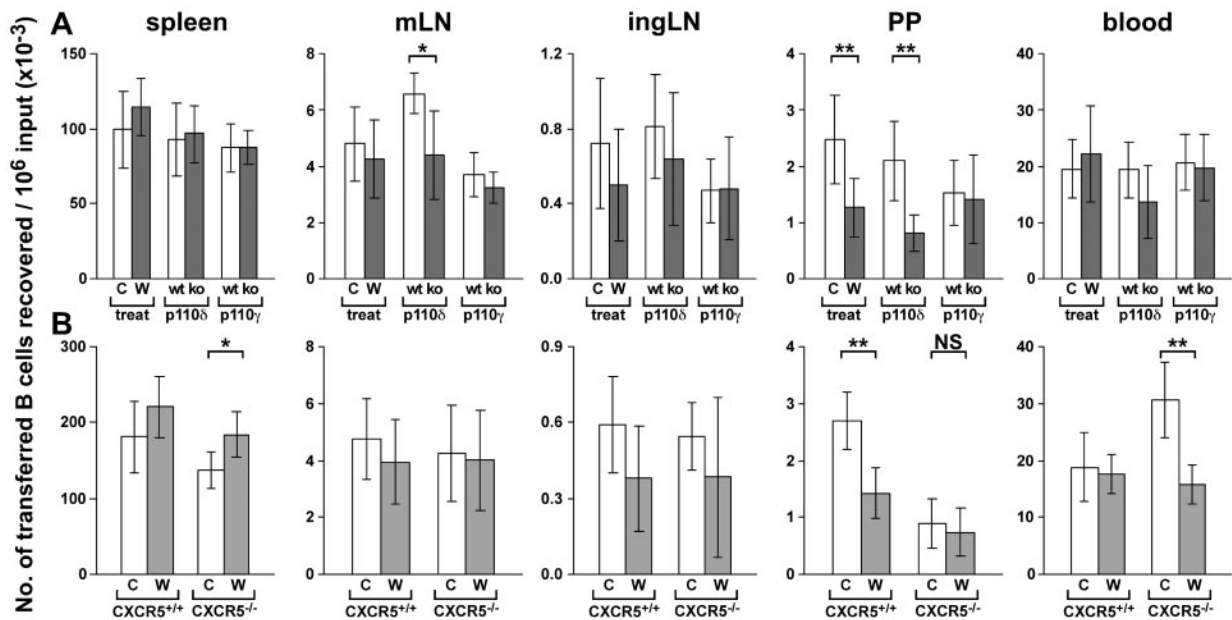 No. of transferred B cells recovered / 10⁶ input (x10⁻³)
A
spleen mLN ingLN PP blood
150 8 1.2 4 40
* ** **
100 6 0.9 3 30
50 4 0.6 2 20
2 0.3 1 10
0 0 0.0 0 0
C W wt ko wt ko C W wt ko wt ko C W wt ko wt ko C W wt ko wt ko C W wt ko wt ko
treat p110δ p110γ treat p110δ p110γ treat p110δ p110γ treat p110δ p110γ treat p110δ p110γ
B
300 8 0.9 4 40
* ** NS **
200 6 0.6 3 30
100 4 0.3 2 20
2 1 10
0 0 0.0 0 0
C W C W C W C W C W C W C W C W C W C W
CXCR5+/+ CXCR5-/- CXCR5+/+ CXCR5-/- CXCR5+/+ CXCR5-/- CXCR5+/+ CXCR5-/- CXCR5+/+ CXCR5-/-